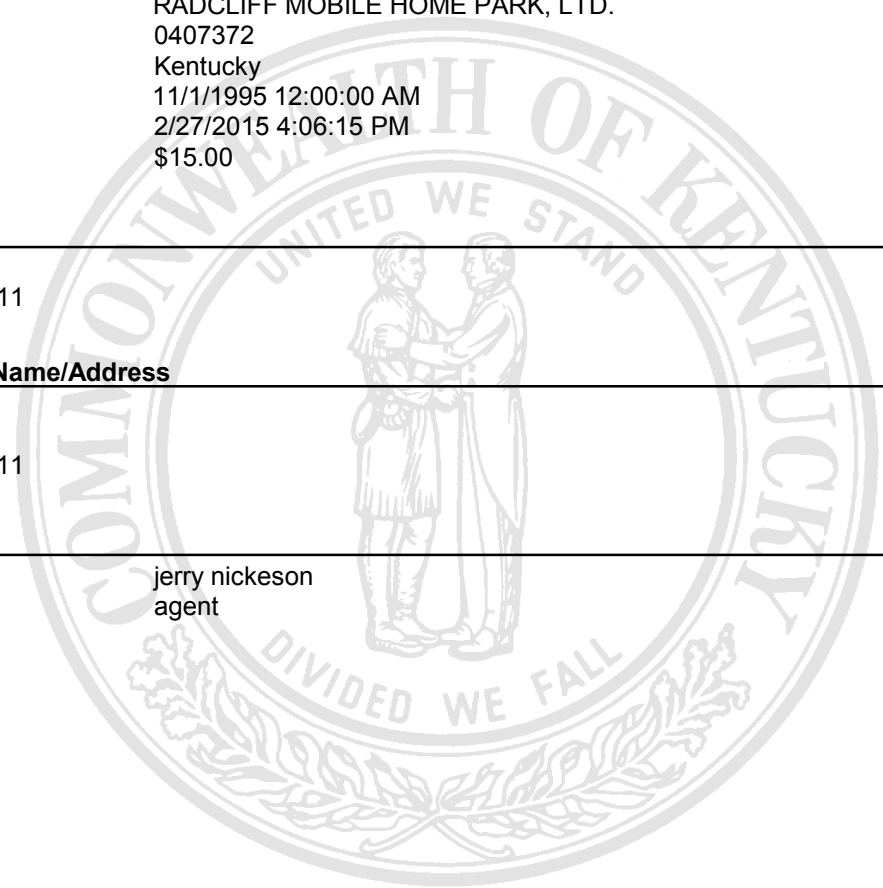 RADCLIFF MOBILE HOME PARK, LTD.
0407372
Kentucky
11/1/1995 12:00:00 AM
2/27/2015 4:06:15 PM
$15.00
11
Name/Address
11
jerry nickeson
agent
COMMONWEALTH OF KENTUCKY
UNITED WE STAND
DIVIDED WE FALL